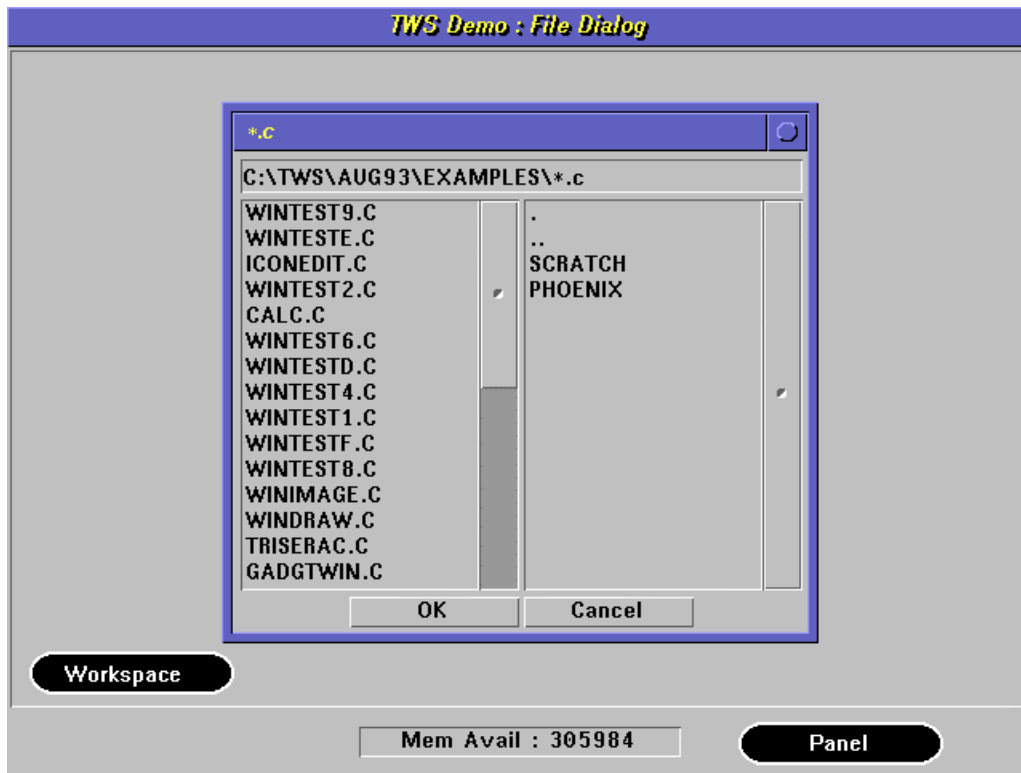 TWS Demo : File Dialog
*.c
C:\TWS\AUG93\EXAMPLES\*.c
WINTEST9.C
WINTESTE.C
ICONEDIT.C
WINTEST2.C
CALC.C
WINTEST6.C
WINTESTD.C
WINTEST4.C
WINTEST1.C
WINTESTF.C
WINTEST8.C
WINIMAGE.C
WINDRAW.C
TRISERAC.C
GADGTWIN.C
.
..
SCRATCH
PHOENIX
OK
Cancel
Workspace
Mem Avail : 305984
Panel